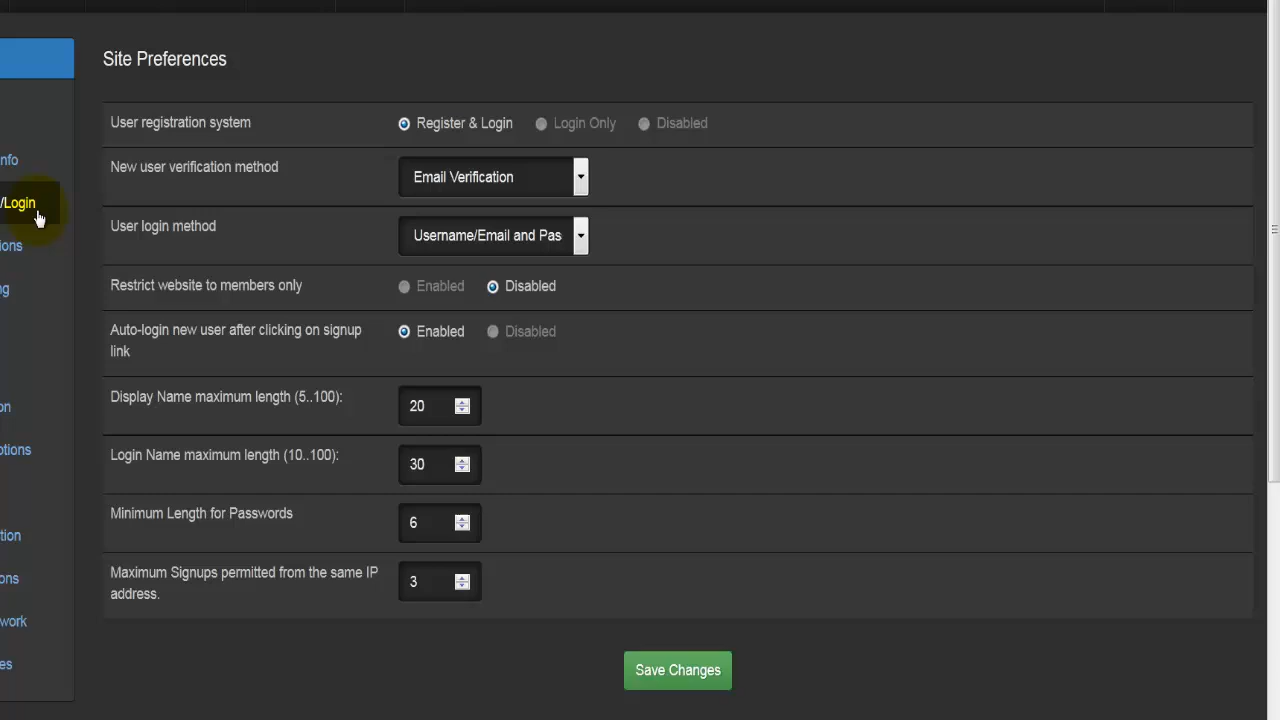 Site Preferences
User registration system
Register & Login Login Only Disabled
nfo
New user verification method
Email Verification
/Login
User login method
Username/Email and Pas
ions
ng
Restrict website to members only
Enabled Disabled
Auto-login new user after clicking on signup
link
Enabled Disabled
on
Display Name maximum length (5..100):
20
otions
Login Name maximum length (10..100):
30
Minimum Length for Passwords
6
tion
ons
Maximum Signups permitted from the same IP
address.
3
work
es
Save Changes